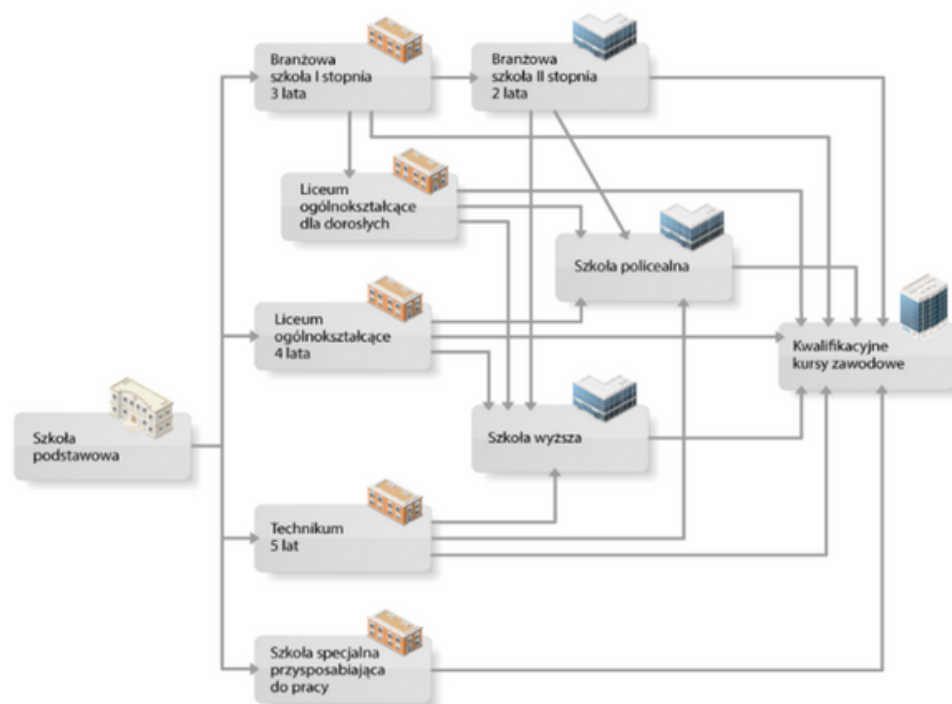 Branżowa
szkoła I stopnia
3 lata
Branżowa
szkoła II stopnia
2 lata
Liceum
ogólnokształcące
dla dorosłych
Szkoła policealna
Liceum
ogólnokształcące
4 lata
Kwalifikacyjne
kursy zawodowe
Szkoła
podstawowa
Szkoła wyższa
Technikum
5 lat
Szkoła specjalna
przysposabiająca
do pracy